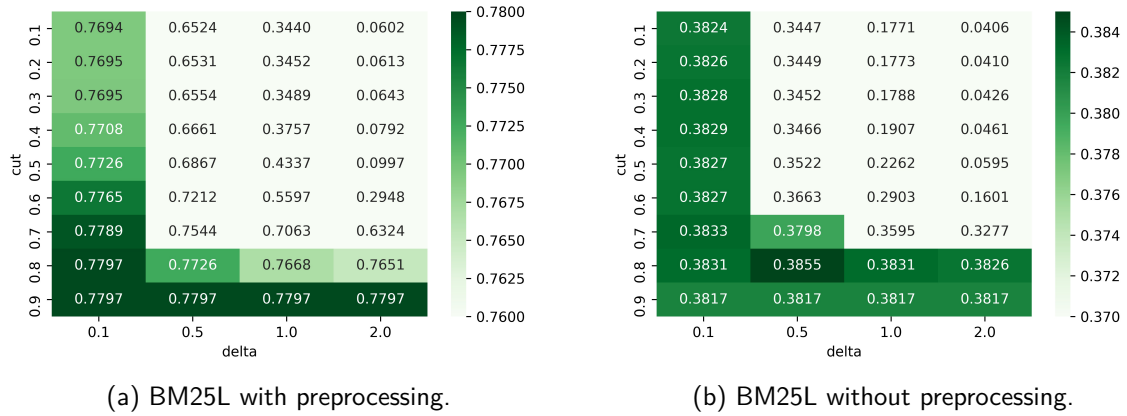 0.1 0.7694 0.6524 0.3440 0.0602
0.2 0.7695 0.6531 0.3452 0.0613
0.3 0.7695 0.6554 0.3489 0.0643
0.4 0.7708 0.6661 0.3757 0.0792
0.5 0.7726 0.6867 0.4337 0.0997
0.6 0.7765 0.7212 0.5597 0.2948
0.7 0.7789 0.7544 0.7063 0.6324
0.8 0.7797 0.7726 0.7668 0.7651
0.9 0.7797 0.7797 0.7797 0.7797
cut
0.1 0.5 1.0 2.0
delta
0.7800
0.7775
0.7750
0.7725
0.7700
0.7675
0.7650
0.7625
0.7600
(a) BM25L with preprocessing.
0.1 0.3824 0.3447 0.1771 0.0406
0.2 0.3826 0.3449 0.1773 0.0410
0.3 0.3828 0.3452 0.1788 0.0426
0.4 0.3829 0.3466 0.1907 0.0461
0.5 0.3827 0.3522 0.2262 0.0595
0.6 0.3827 0.3663 0.2903 0.1601
0.7 0.3833 0.3798 0.3595 0.3277
0.8 0.3831 0.3855 0.3831 0.3826
0.9 0.3817 0.3817 0.3817 0.3817
cut
0.1 0.5 1.0 2.0
delta
0.384
0.382
0.380
0.378
0.376
0.374
0.372
0.370
(b) BM25L without preprocessing.